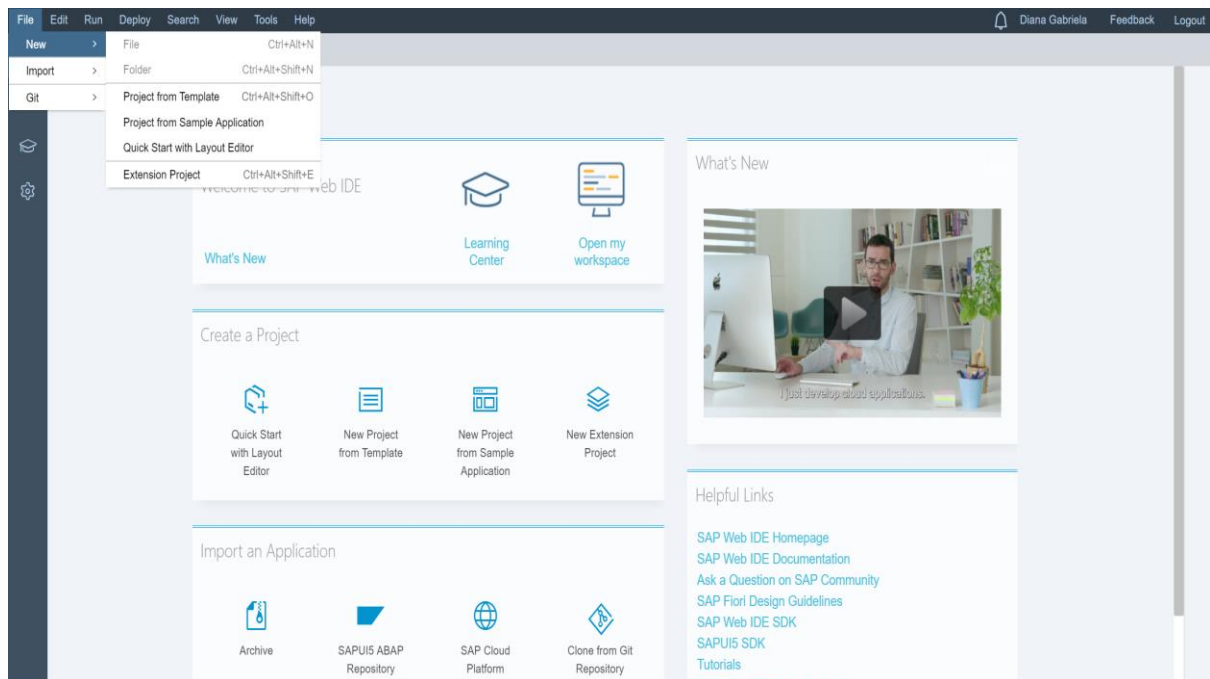 File Edit Run Deploy Search View Tools Help
Diana Gabriela Feedback Logout
New
Import
Git
File Ctrl+Alt+N
Folder Ctrl+Alt+Shift+N
Project from Template Ctrl+Alt+Shift+O
Project from Sample Application
Quick Start with Layout Editor
Extension Project Ctrl+Alt+Shift+E
Welcome to SAP Web IDE
What's New
Learning
Center
Open my
workspace
Create a Project
Quick Start
with Layout
Editor
New Project
from Template
New Project
from Sample
Application
New Extension
Project
Import an Application
Archive
SAPUI5 ABAP
Repository
SAP Cloud
Platform
Clone from Git
Repository
What's New
I just develop cloud applications.
Helpful Links
SAP Web IDE Homepage
SAP Web IDE Documentation
Ask a Question on SAP Community
SAP Fiori Design Guidelines
SAP Web IDE SDK
SAPUI5 SDK
Tutorials